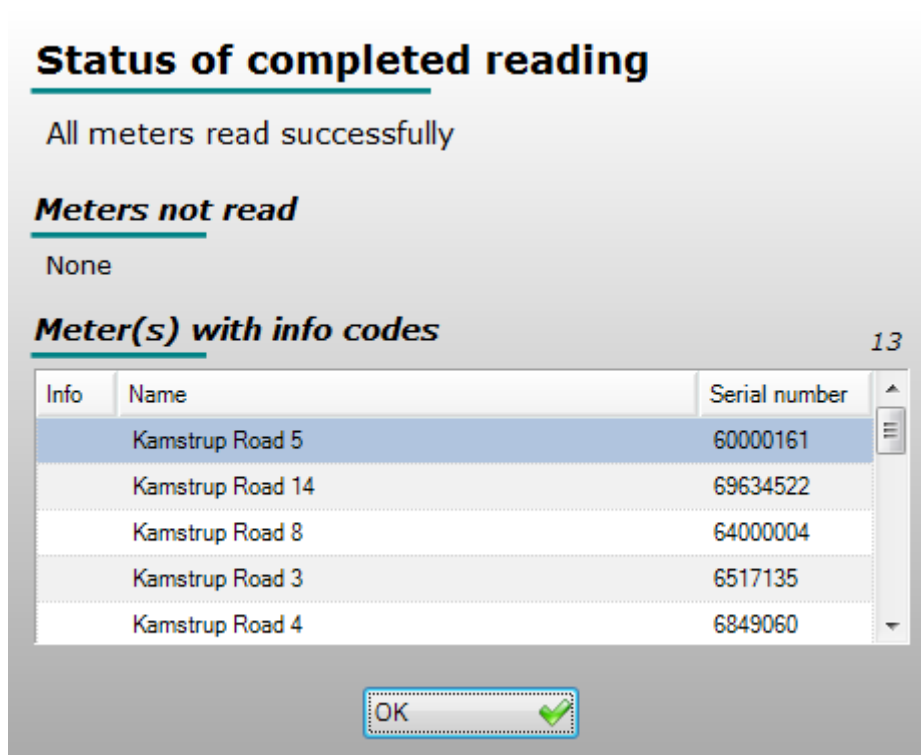 Status of completed reading
All meters read successfully
Meters not read
None
Meter(s) with info codes
13
Info Name Serial number
Kamstrup Road 5 60000161
Kamstrup Road 14 69634522
Kamstrup Road 8 64000004
Kamstrup Road 3 6517135
Kamstrup Road 4 6849060
OK